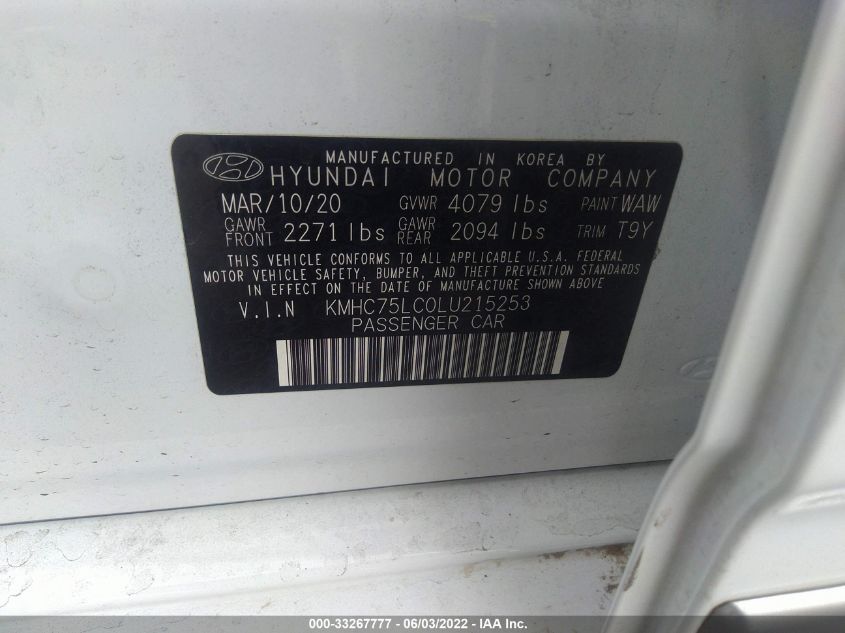 MANUFACTURED IN KOREA BY
HYUNDAI MOTOR COMPANY
MAR/10/20 GVWR 4079 lbs PAINT WAW
GAWR FRONT 2271 lbs GAWR REAR 2094 lbs TRIM T9Y
THIS VEHICLE CONFORMS TO ALL APPLICABLE U.S.A. FEDERAL
MOTOR VEHICLE SAFETY, BUMPER, AND THEFT PREVENTION STANDARDS
IN EFFECT ON THE DATE OF MANUFACTURE SHOWN ABOVE
V.I.N KMHC75LC0LU215253
PASSENGER CAR
000-33267777 - 06/03/2022 - IAA Inc.